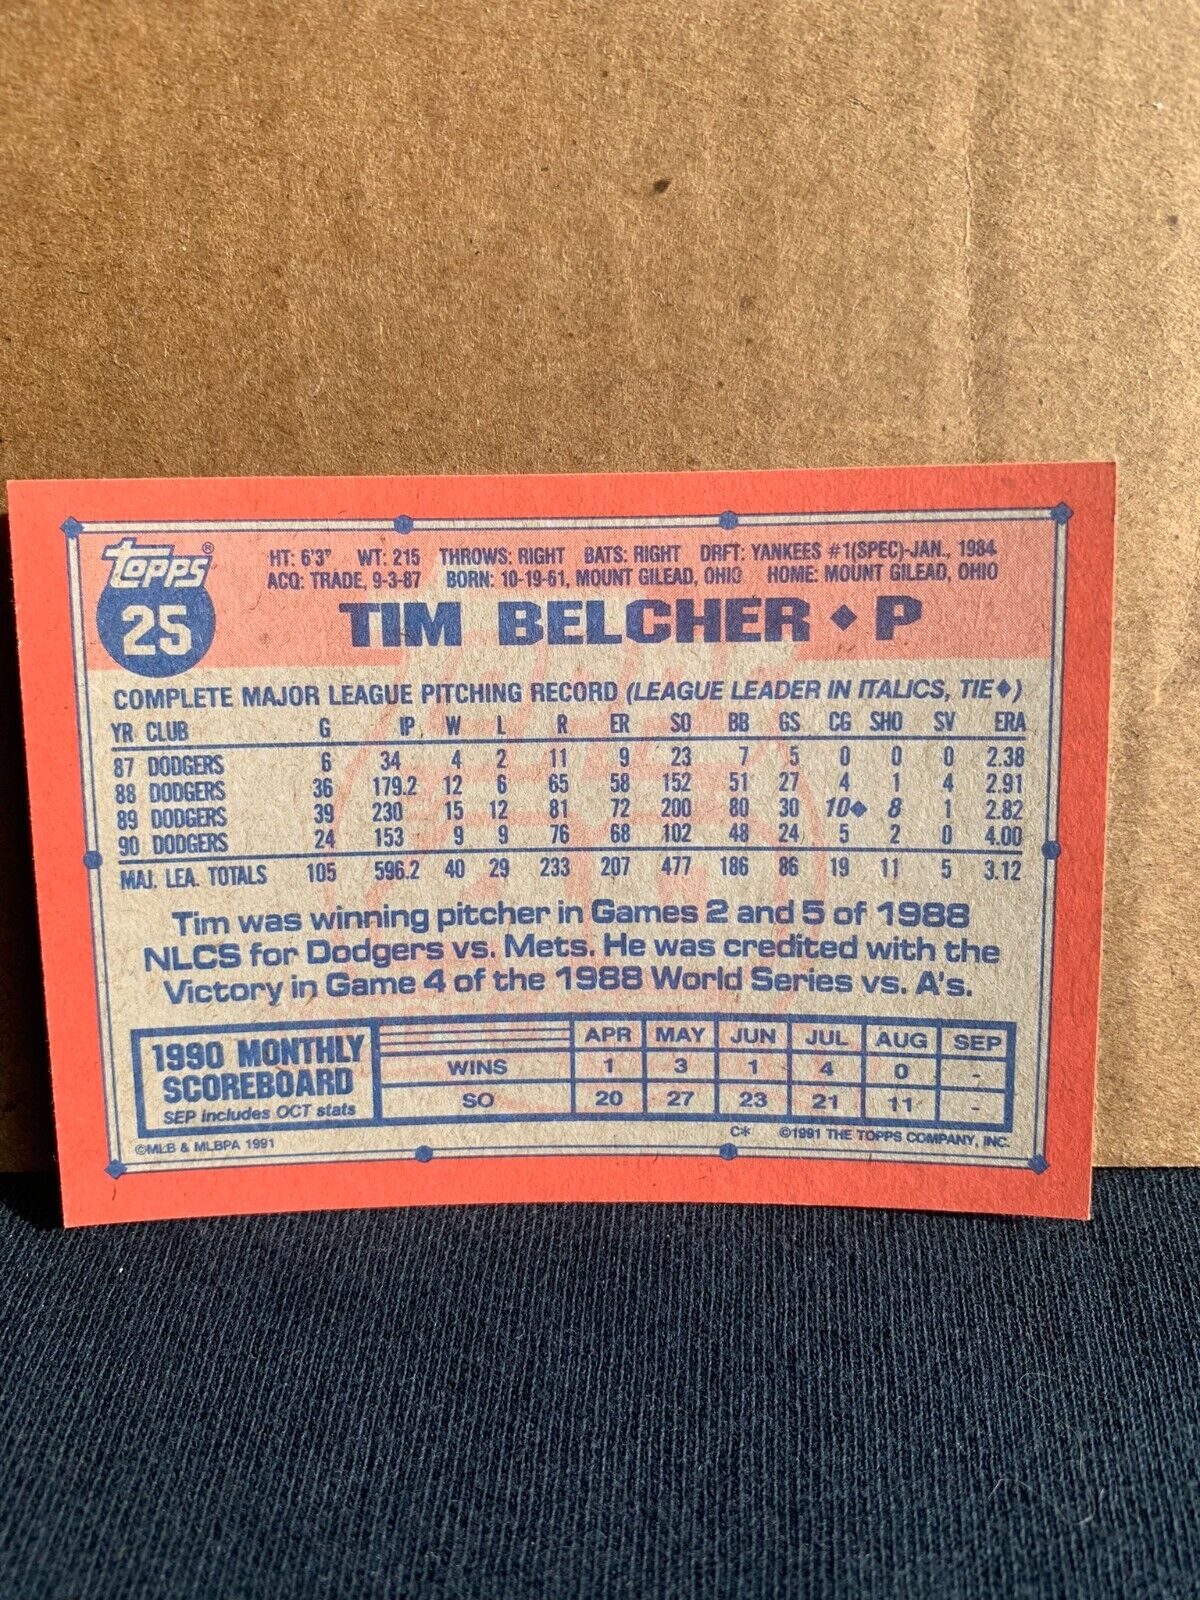 Topps®
25
HT: 6'3" WT: 215 THROWS: RIGHT BATS: RIGHT DRFT: YANKEES #1(SPEC)-JAN., 1984
ACQ: TRADE, 9-3-87 BORN: 10-19-61, MOUNT GILEAD, OHIO HOME: MOUNT GILEAD, OHIO
TIM BELCHER ◆ P
COMPLETE MAJOR LEAGUE PITCHING RECORD (LEAGUE LEADER IN ITALICS, TIE◆)
YR CLUB G IP W L R ER SO BB GS CG SHO SV ERA
87 DODGERS 6 34 4 2 11 9 23 7 5 0 0 0 2.38
88 DODGERS 36 179.2 12 6 65 58 152 51 27 4 1 4 2.91
89 DODGERS 39 230 15 12 81 72 200 80 30 10◆ 8 1 2.82
90 DODGERS 24 153 9 9 76 68 102 48 24 5 2 0 4.00
MAJ. LEA. TOTALS 105 596.2 40 29 233 207 477 186 86 19 11 5 3.12
Tim was winning pitcher in Games 2 and 5 of 1988
NLCS for Dodgers vs. Mets. He was credited with the
Victory in Game 4 of the 1988 World Series vs. A's.
1990 MONTHLY
SCOREBOARD
SEP includes OCT stats
APR MAY JUN JUL AUG SEP
WINS 1 3 1 4 0 -
SO 20 27 23 21 11 -
©MLB & MLBPA 1991
C* ©1991 THE TOPPS COMPANY, INC.